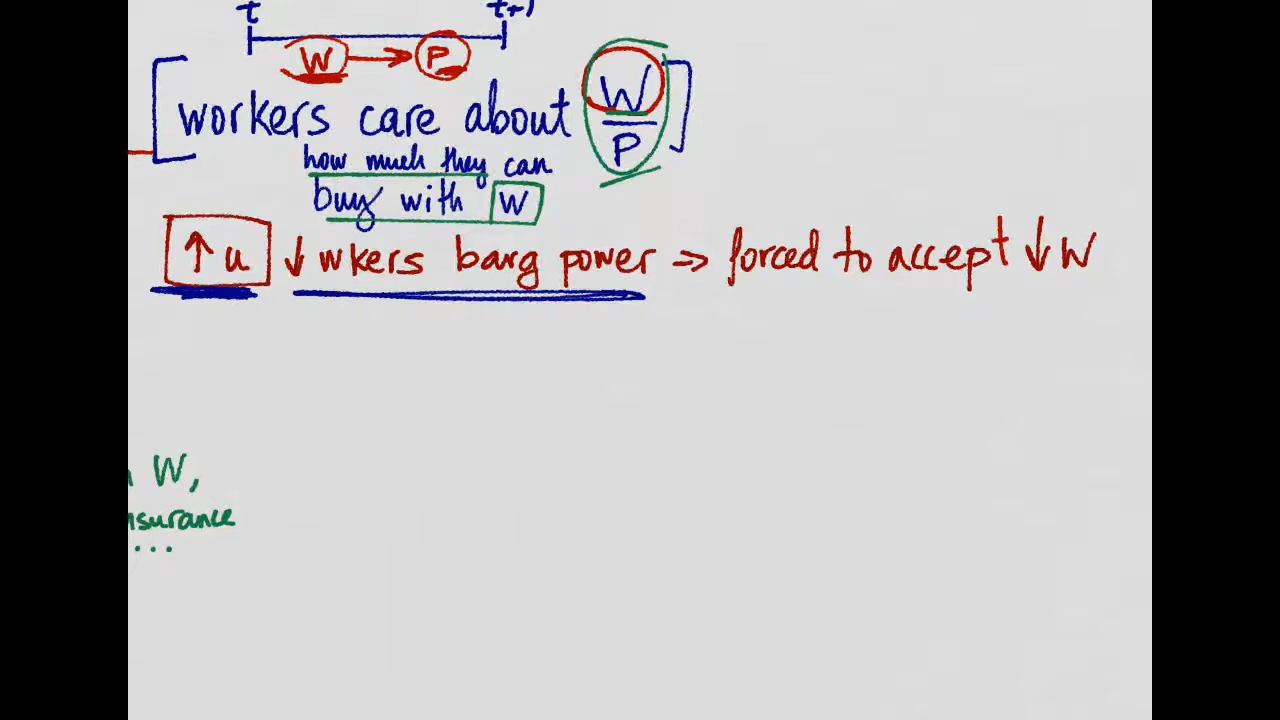 t t+1
W → P
[workers care about W/P]
how much they can
buy with W
↑ u ↓ wkers barg power ⇒ forced to accept ↓ W
W,
nsurance
...